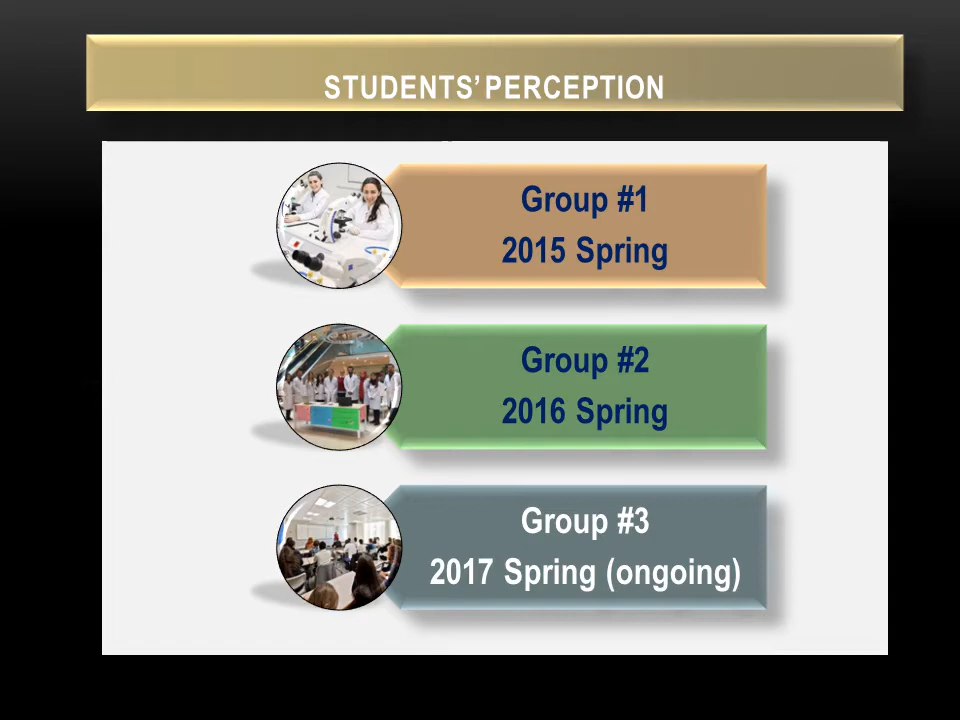 STUDENTS' PERCEPTION
Group #1
2015 Spring
Group #2
2016 Spring
Group #3
2017 Spring (ongoing)